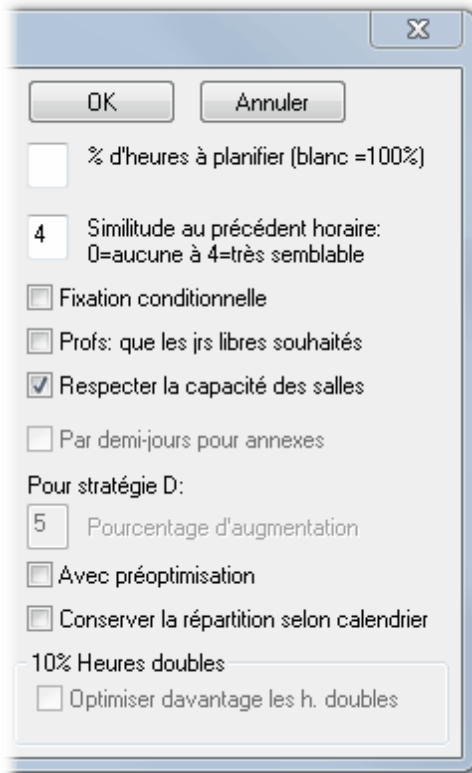 OK Annuler
% d'heures à planifier (blanc =100%)
4 Similitude au précédent horaire:
0=aucune à 4=très semblable
Fixation conditionnelle
Profs: que les jrs libres souhaités
Respecter la capacité des salles
Par demi-jours pour annexes
Pour stratégie D:
5 Pourcentage d'augmentation
Avec préoptimisation
Conserver la répartition selon calendrier
10% Heures doubles
Optimiser davantage les h. doubles